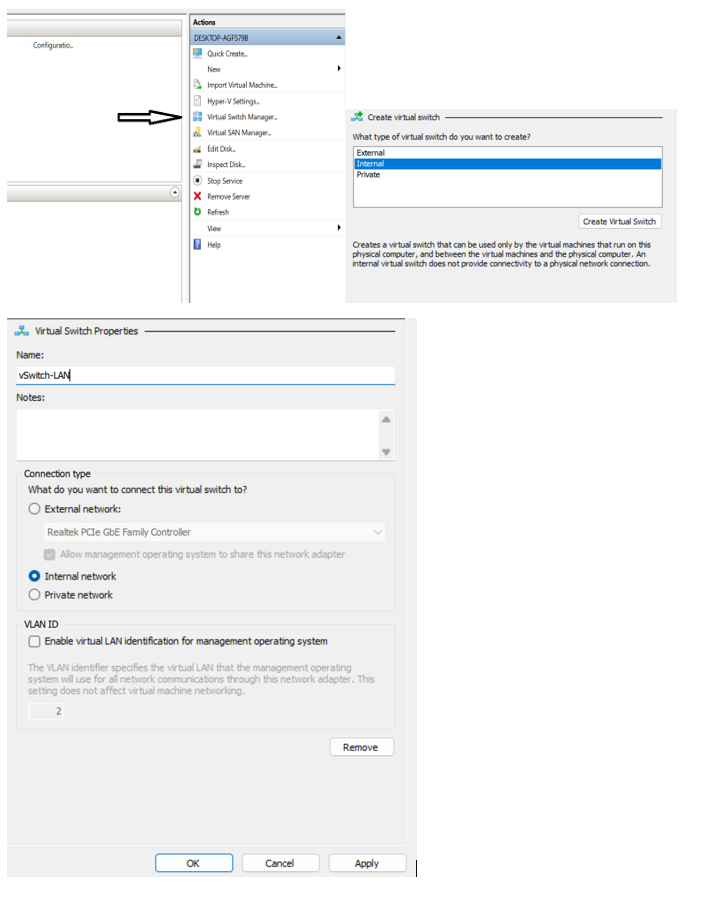 Actions
DESKTOP-AGFS79B
Configuratio...
Quick Create...
New
Import Virtual Machine...
Hyper-V Settings...
Virtual Switch Manager...
Virtual SAN Manager...
Edit Disk...
Inspect Disk...
Stop Service
Remove Server
Refresh
View
Help
Create virtual switch
What type of virtual switch do you want to create?
External
Internal
Private
Create Virtual Switch
Creates a virtual switch that can be used only by the virtual machines that run on this
physical computer, and between the virtual machines and the physical computer. An
internal virtual switch does not provide connectivity to a physical network connection.
Virtual Switch Properties
Name:
vSwitch-LAN
Notes:
Connection type
What do you want to connect this virtual switch to?
External network:
Realtek PCIe GbE Family Controller
Allow management operating system to share this network adapter
Internal network
Private network
VLAN ID
Enable virtual LAN identification for management operating system
The VLAN identifier specifies the virtual LAN that the management operating
system will use for all network communications through this network adapter. This
setting does not affect virtual machine networking.
2
Remove
OK
Cancel
Apply